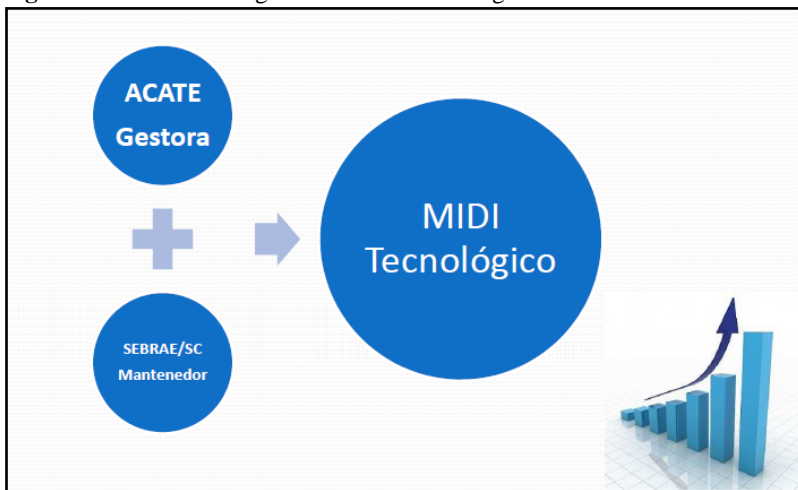 ACATE
Gestora
MIDI
Tecnológico
SEBRAE/SC
Mantenedor